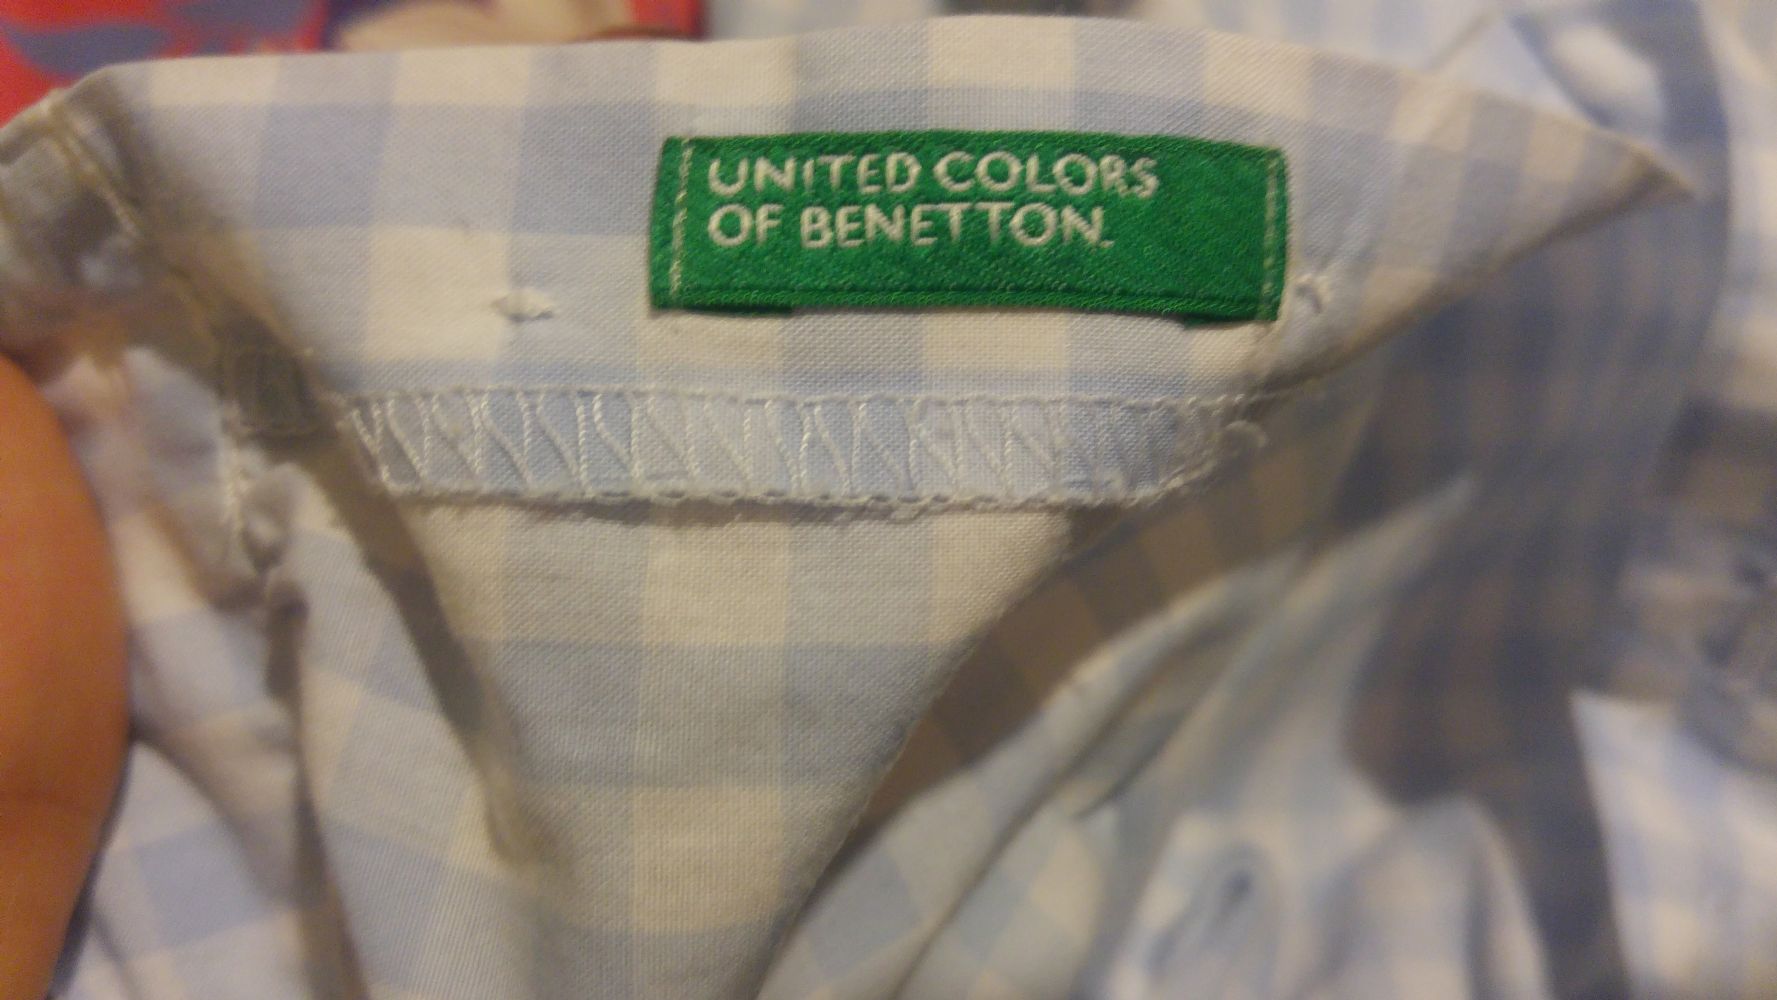 UNITED COLORS
OF BENETTON.